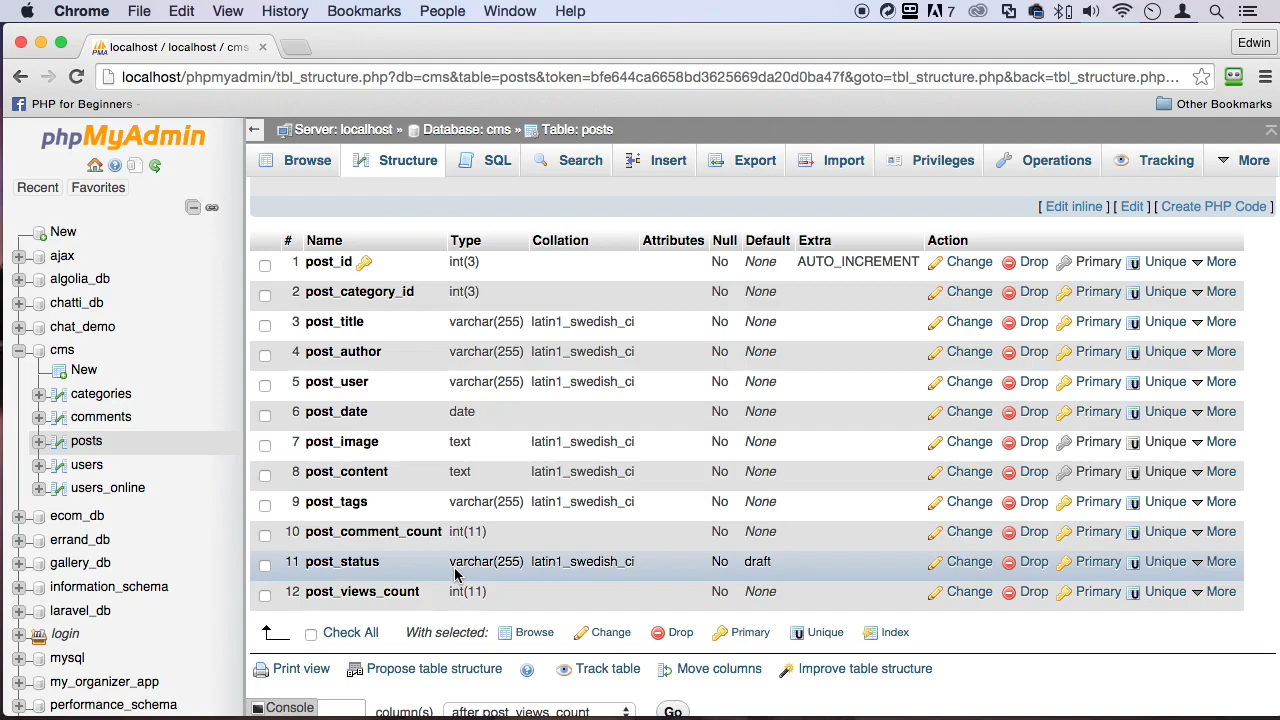 Chrome File Edit View History Bookmarks People Window Help 7
localhost / localhost / cms × Edwin
localhost/phpmyadmin/tbl_structure.php?db=cms&table=posts&token=bfe644ca6658bd3625669da20d0ba47f&goto=tbl_structure.php&back=tbl_structure.php...
PHP for Beginners Other Bookmarks
phpMyAdmin
Recent Favorites
New
ajax
algolia_db
chatti_db
chat_demo
cms
New
categories
comments
posts
users
users_online
ecom_db
errand_db
gallery_db
information_schema
laravel_db
login
mysql
my_organizer_app
performance_schema
Server: localhost » Database: cms » Table: posts
Browse Structure SQL Search Insert Export Import Privileges Operations Tracking More
[ Edit inline ] [ Edit ] [ Create PHP Code ]
# Name Type Collation Attributes Null Default Extra Action
1 post_id int(3) No None AUTO_INCREMENT Change Drop Primary Unique More
2 post_category_id int(3) No None Change Drop Primary Unique More
3 post_title varchar(255) latin1_swedish_ci No None Change Drop Primary Unique More
4 post_author varchar(255) latin1_swedish_ci No None Change Drop Primary Unique More
5 post_user varchar(255) latin1_swedish_ci No None Change Drop Primary Unique More
6 post_date date No None Change Drop Primary Unique More
7 post_image text latin1_swedish_ci No None Change Drop Primary Unique More
8 post_content text latin1_swedish_ci No None Change Drop Primary Unique More
9 post_tags varchar(255) latin1_swedish_ci No None Change Drop Primary Unique More
10 post_comment_count int(11) No None Change Drop Primary Unique More
11 post_status varchar(255) latin1_swedish_ci No draft Change Drop Primary Unique More
12 post_views_count int(11) No None Change Drop Primary Unique More
Check All With selected: Browse Change Drop Primary Unique Index
Print view Propose table structure Track table Move columns Improve table structure
Console column(s) after post_views_count Go